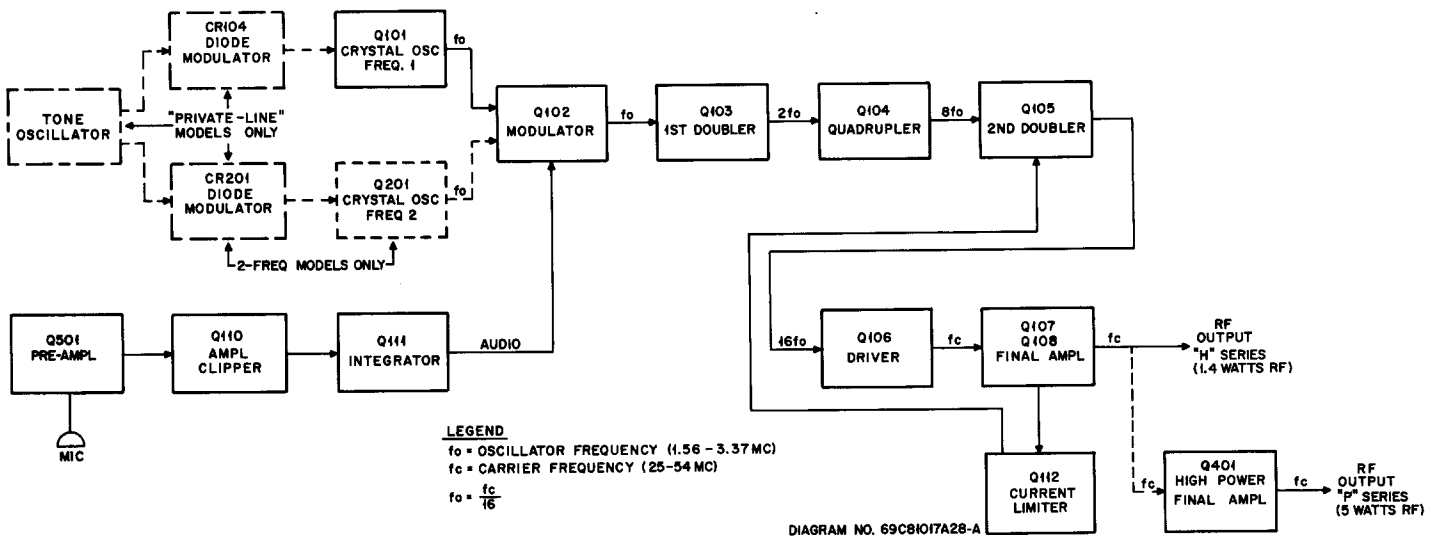 CR104
DIODE
MODULATOR
Q101
CRYSTAL OSC
FREQ. 1
fo
TONE
OSCILLATOR
"PRIVATE-LINE"
MODELS ONLY
CR201
DIODE
MODULATOR
Q201
CRYSTAL OSC
FREQ 2
fo
2-FREQ MODELS ONLY
Q102
MODULATOR
fo
Q103
1ST DOUBLER
2fo
Q104
QUADRUPLER
8fo
Q105
2ND DOUBLER
Q501
PRE-AMPL
MIC
Q110
AMPL
CLIPPER
Q111
INTEGRATOR
AUDIO
16fo
Q106
DRIVER
fc
Q107
Q108
FINAL AMPL
fc
RF
OUTPUT
"H" SERIES
(1.4 WATTS RF)
Q112
CURRENT
LIMITER
fc
Q401
HIGH POWER
FINAL AMPL
fc
RF
OUTPUT
"P" SERIES
(5 WATTS RF)
LEGEND
fo = OSCILLATOR FREQUENCY (1.56-3.37 MC)
fc = CARRIER FREQUENCY (25-54 MC)
fo = fc/16
DIAGRAM NO. 69C81017A28-A